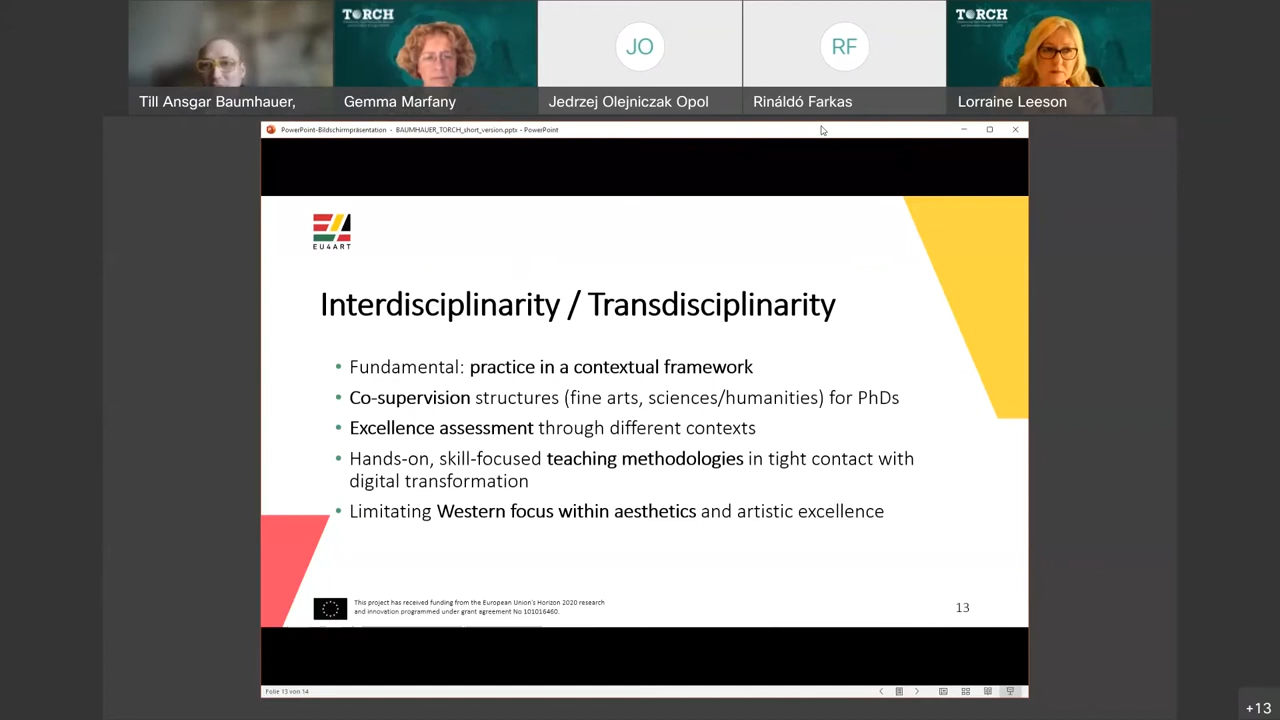 TORCH
TORCH
JO
RF
Till Ansgar Baumhauer,
Gemma Marfany
Jedrzej Olejniczak Opol
Rináldó Farkas
Lorraine Leeson
PowerPoint-Bildschirmpräsentation - BAUMHAUER_TORCH_short_version.pptx - PowerPoint
EU4ART
Interdisciplinarity / Transdisciplinarity
• Fundamental: practice in a contextual framework
• Co-supervision structures (fine arts, sciences/humanities) for PhDs
• Excellence assessment through different contexts
• Hands-on, skill-focused teaching methodologies in tight contact with
digital transformation
• Limitating Western focus within aesthetics and artistic excellence
This project has received funding from the European Union's Horizon 2020 research
and innovation programmed under grant agreement No 101016460.
13
Folie 13 von 14
+13